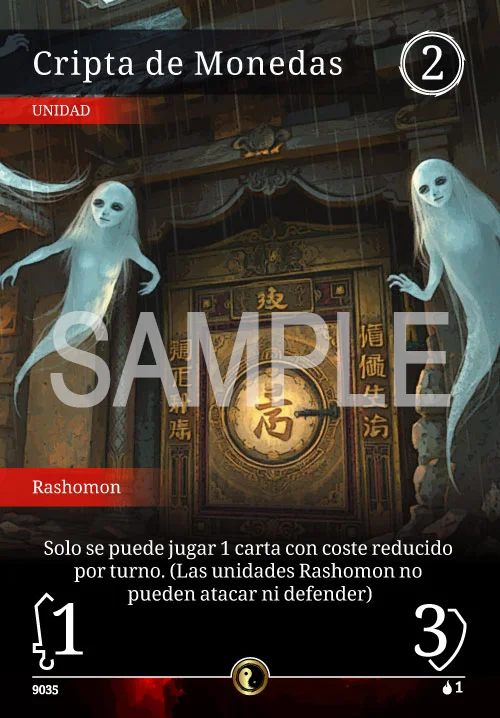 Cripta de Monedas
2
UNIDAD
SAMPLE
Rashomon
Solo se puede jugar 1 carta con coste reducido
por turno. (Las unidades Rashomon no
pueden atacar ni defender)
1
3
9035
1